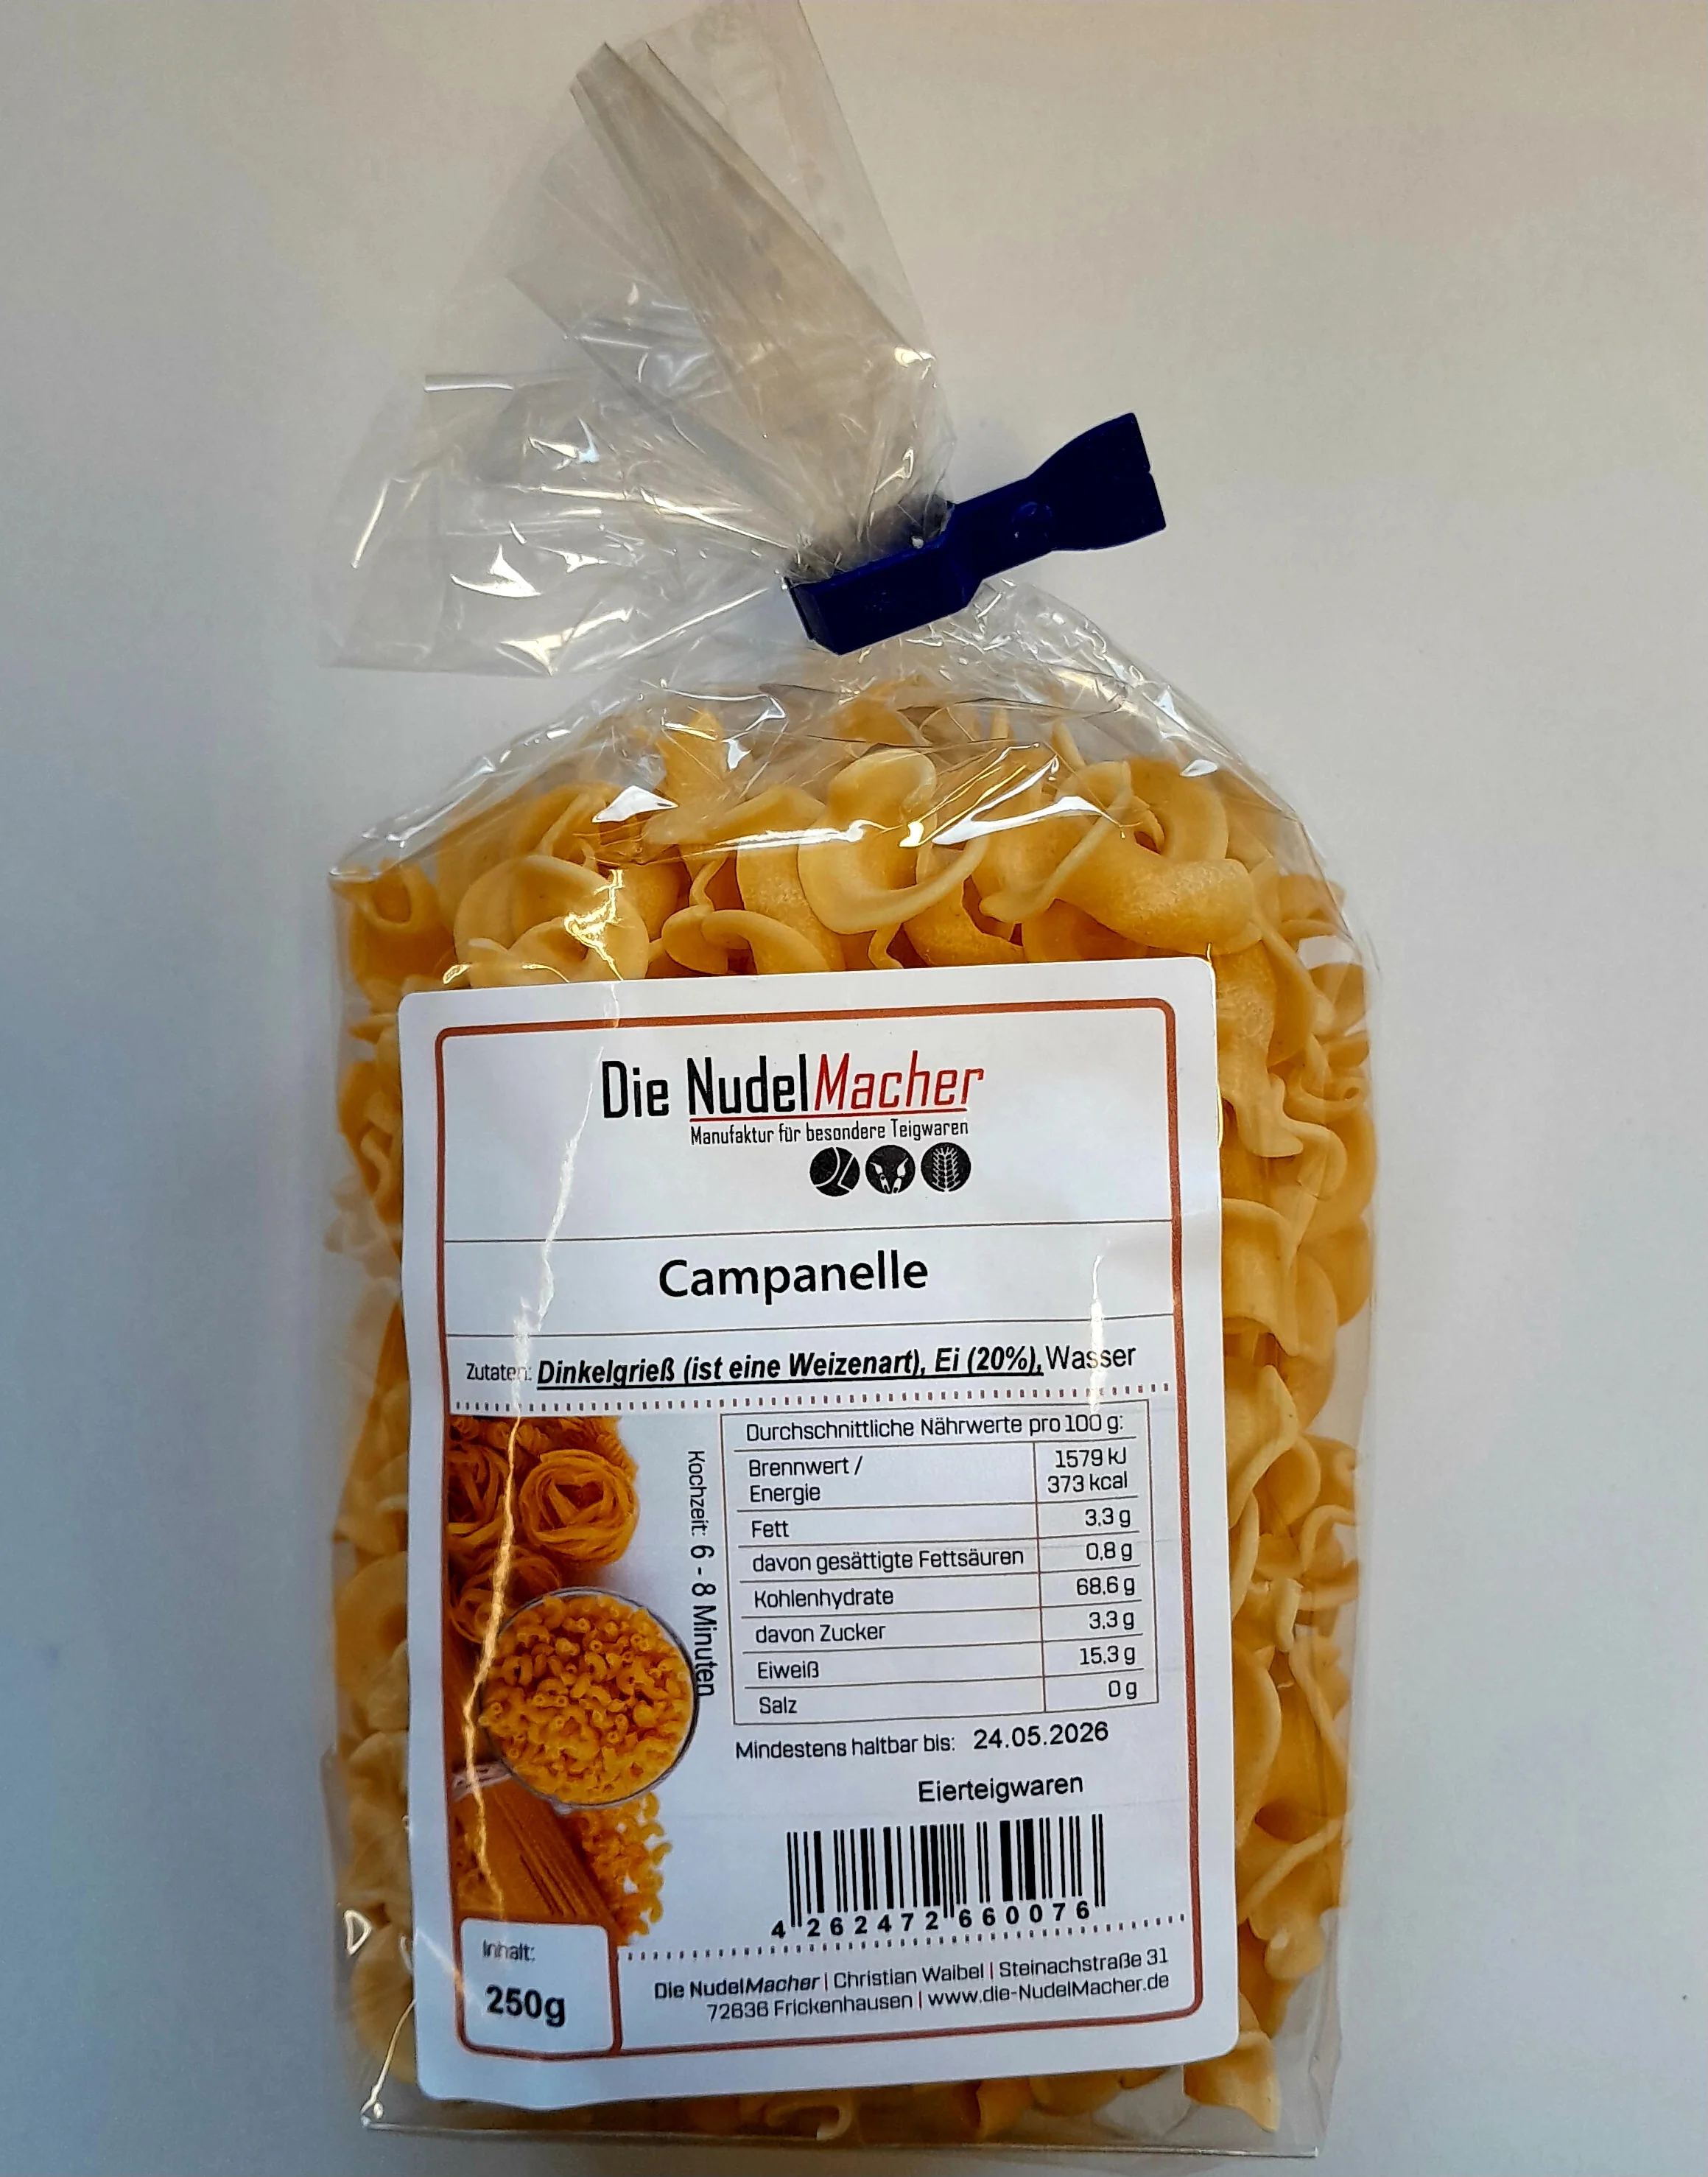 Die NudelMacher
Manufaktur für besondere Teigwaren
Campanelle
Zutaten: Dinkelgrieß (ist eine Weizenart), Ei (20%), Wasser
Kochzeit: 6 - 8 Minuten
Durchschnittliche Nährwerte pro 100 g:
Brennwert / 1579 kJ
Energie 373 kcal
Fett 3,3 g
davon gesättigte Fettsäuren 0,8 g
Kohlenhydrate 68,6 g
davon Zucker 3,3 g
Eiweiß 15,3 g
Salz 0 g
Mindestens haltbar bis: 24.05.2026
Eierteigwaren
4 262472 660076
Inhalt:
250g
Die NudelMacher | Christian Waibel | Steinachstraße 31
72636 Frickenhausen | www.die-NudelMacher.de